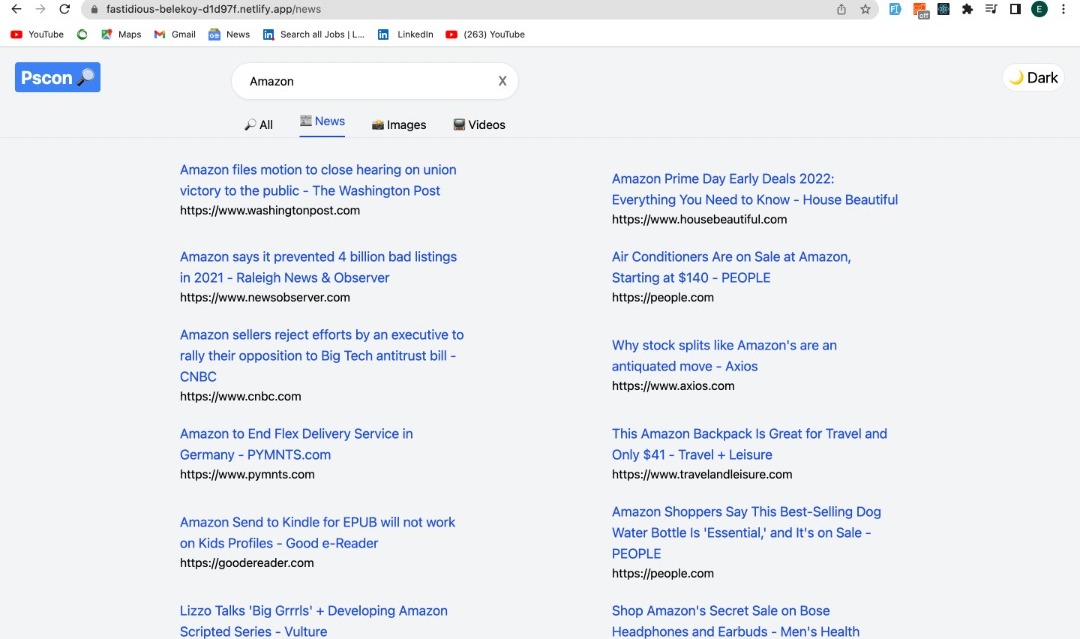 fastidious-belekoy-d1d97f.netlify.app/news
off
E
YouTube
Maps
Gmail
News
Search all Jobs | L...
LinkedIn
(263) YouTube
Pscon
Amazon
X
Dark
All
News
Images
Videos
Amazon files motion to close hearing on union
victory to the public - The Washington Post
https://www.washingtonpost.com
Amazon Prime Day Early Deals 2022:
Everything You Need to Know - House Beautiful
https://www.housebeautiful.com
Amazon says it prevented 4 billion bad listings
in 2021 - Raleigh News & Observer
https://www.newsobserver.com
Air Conditioners Are on Sale at Amazon,
Starting at $140 - PEOPLE
https://people.com
Amazon sellers reject efforts by an executive to
rally their opposition to Big Tech antitrust bill -
CNBC
https://www.cnbc.com
Why stock splits like Amazon's are an
antiquated move - Axios
https://www.axios.com
Amazon to End Flex Delivery Service in
Germany - PYMNTS.com
https://www.pymnts.com
This Amazon Backpack Is Great for Travel and
Only $41 - Travel + Leisure
https://www.travelandleisure.com
Amazon Send to Kindle for EPUB will not work
on Kids Profiles - Good e-Reader
https://goodereader.com
Amazon Shoppers Say This Best-Selling Dog
Water Bottle Is 'Essential,' and It's on Sale -
PEOPLE
https://people.com
Lizzo Talks 'Big Grrrls' + Developing Amazon
Scripted Series - Vulture
Shop Amazon's Secret Sale on Bose
Headphones and Earbuds - Men's Health